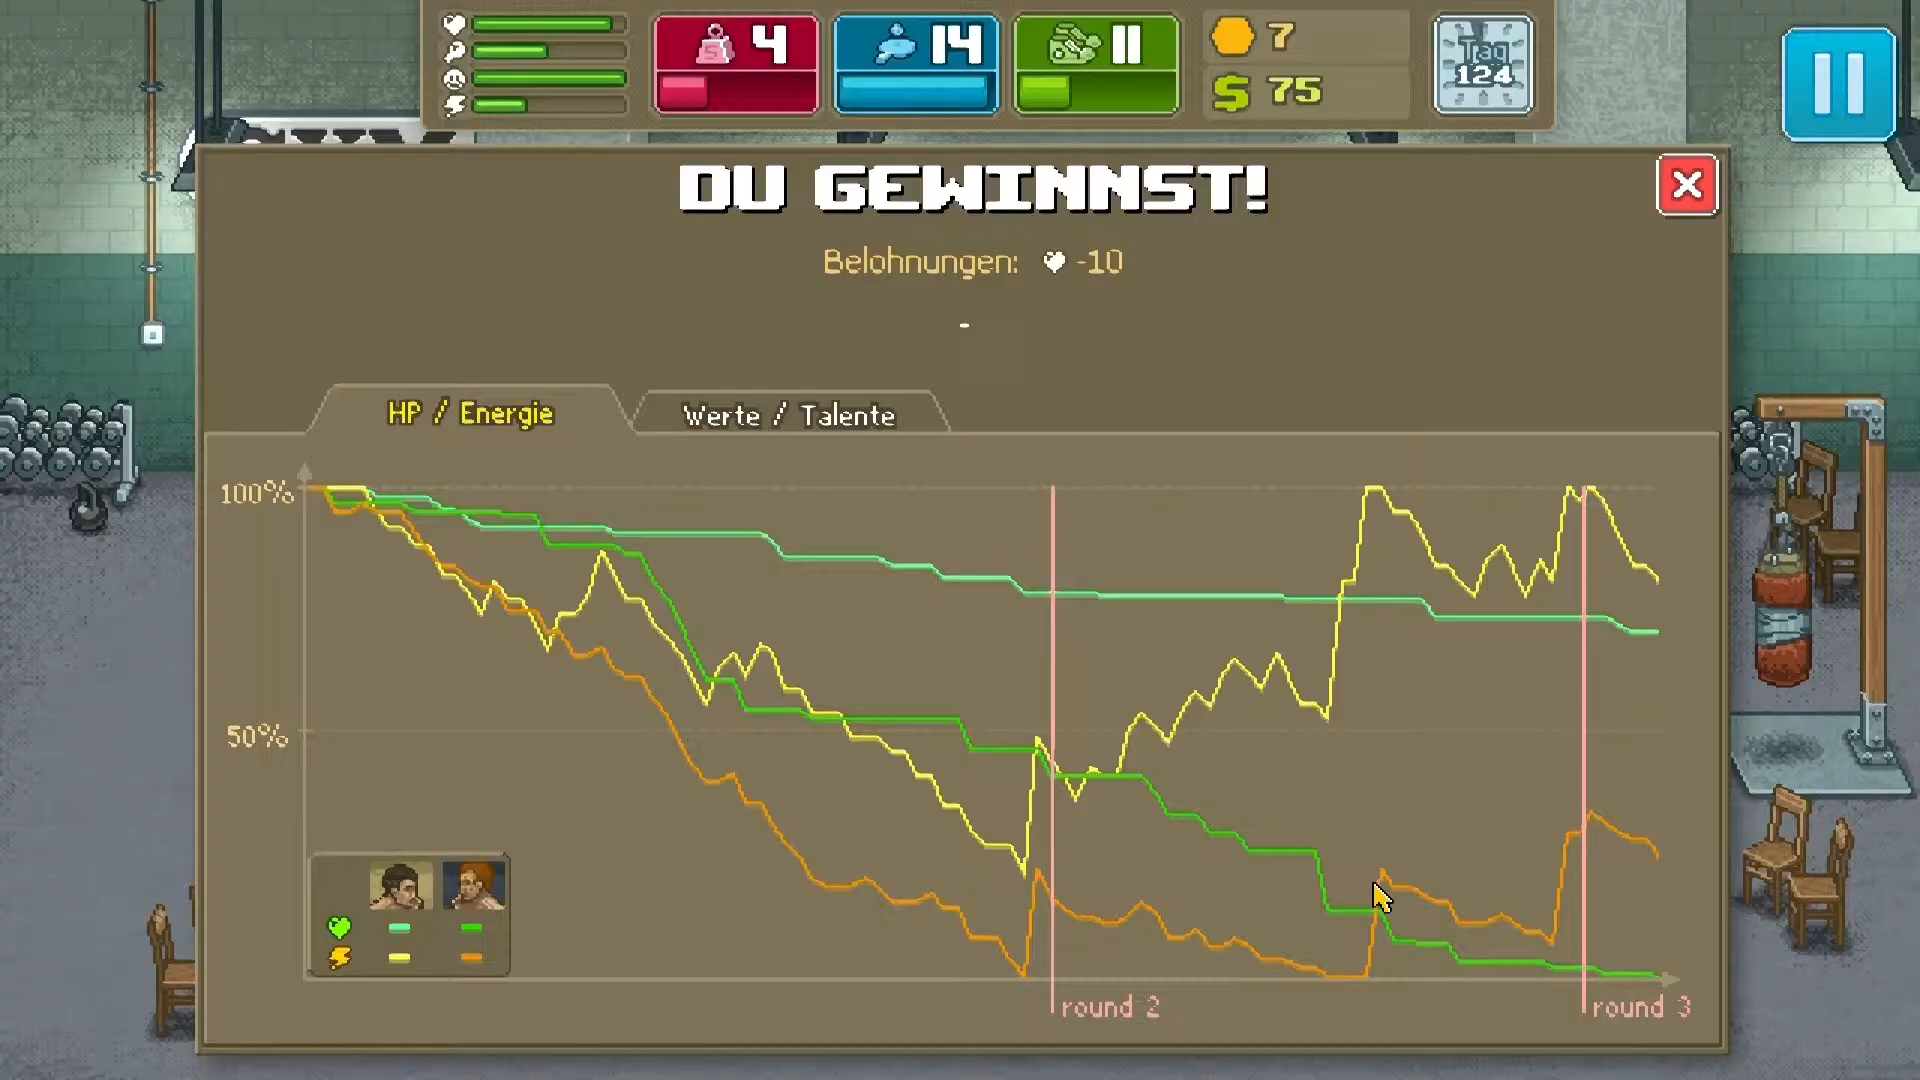 4
14
11
7
$ 75
Tag
124
DU GEWINNST!
Belohnungen: -10
-
HP / Energie
Werte / Talente
100%
50%
round 2
round 3